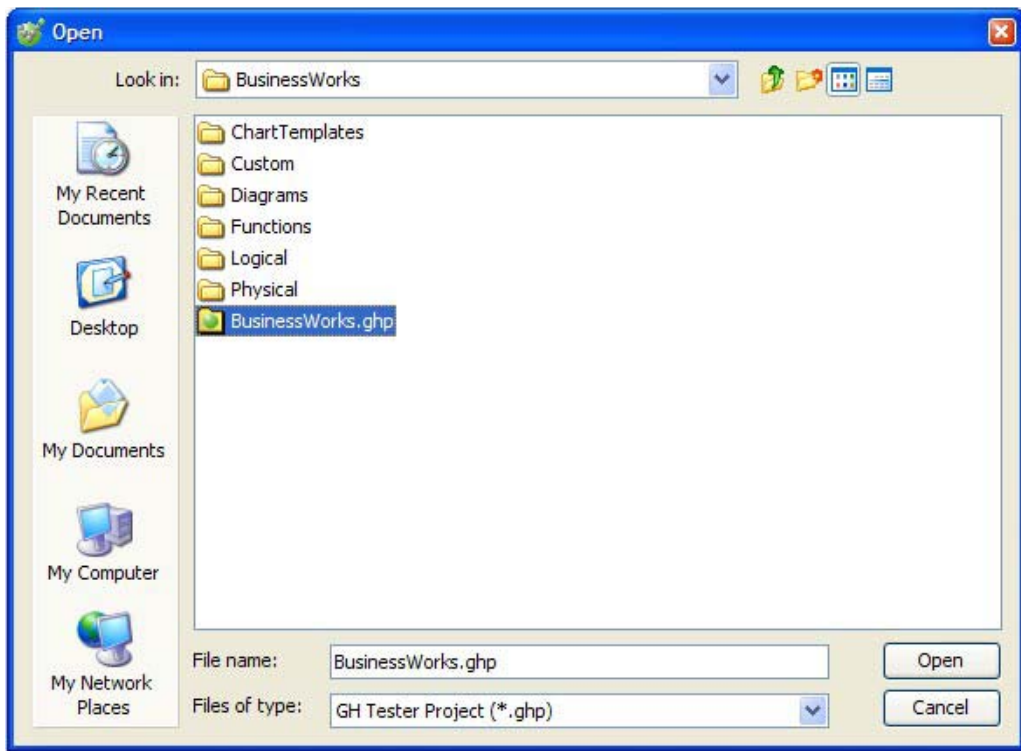 Open
Look in:
BusinessWorks
My Recent
Documents
Desktop
My Documents
My Computer
My Network
Places
ChartTemplates
Custom
Diagrams
Functions
Logical
Physical
BusinessWorks.ghp
File name:
BusinessWorks.ghp
Open
Files of type:
GH Tester Project (*.ghp)
Cancel